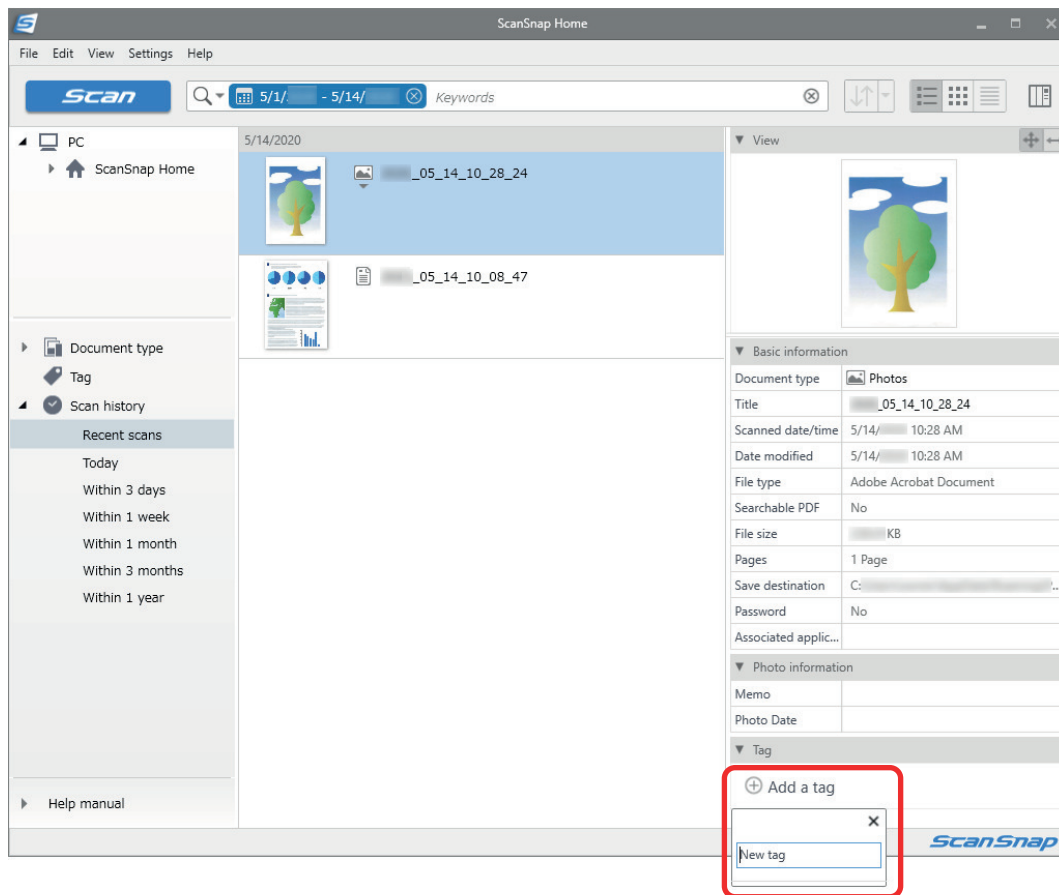 ScanSnap Home
File Edit View Settings Help
Scan
5/1/ - 5/14/ Keywords
PC
ScanSnap Home
Document type
Tag
Scan history
Recent scans
Today
Within 3 days
Within 1 week
Within 1 month
Within 3 months
Within 1 year
Help manual
5/14/2020
_05_14_10_28_24
_05_14_10_08_47
View
Basic information
Document type Photos
Title _05_14_10_28_24
Scanned date/time 5/14/ 10:28 AM
Date modified 5/14/ 10:28 AM
File type Adobe Acrobat Document
Searchable PDF No
File size KB
Pages 1 Page
Save destination C: ...
Password No
Associated applic...
Photo information
Memo
Photo Date
Tag
Add a tag
New tag
ScanSnap